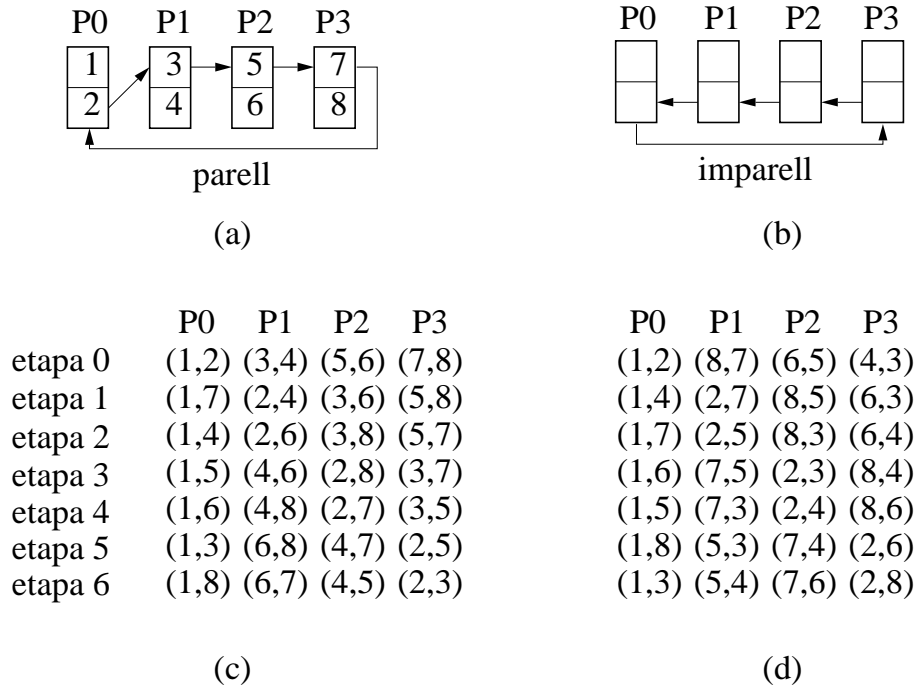 P0 P1 P2 P3
1 3 5 7
2 4 6 8
parell
(a)
P0 P1 P2 P3
imparell
(b)
P0 P1 P2 P3
etapa 0 (1,2) (3,4) (5,6) (7,8)
etapa 1 (1,7) (2,4) (3,6) (5,8)
etapa 2 (1,4) (2,6) (3,8) (5,7)
etapa 3 (1,5) (4,6) (2,8) (3,7)
etapa 4 (1,6) (4,8) (2,7) (3,5)
etapa 5 (1,3) (6,8) (4,7) (2,5)
etapa 6 (1,8) (6,7) (4,5) (2,3)
(c)
P0 P1 P2 P3
(1,2) (8,7) (6,5) (4,3)
(1,4) (2,7) (8,5) (6,3)
(1,7) (2,5) (8,3) (6,4)
(1,6) (7,5) (2,3) (8,4)
(1,5) (7,3) (2,4) (8,6)
(1,8) (5,3) (7,4) (2,6)
(1,3) (5,4) (7,6) (2,8)
(d)